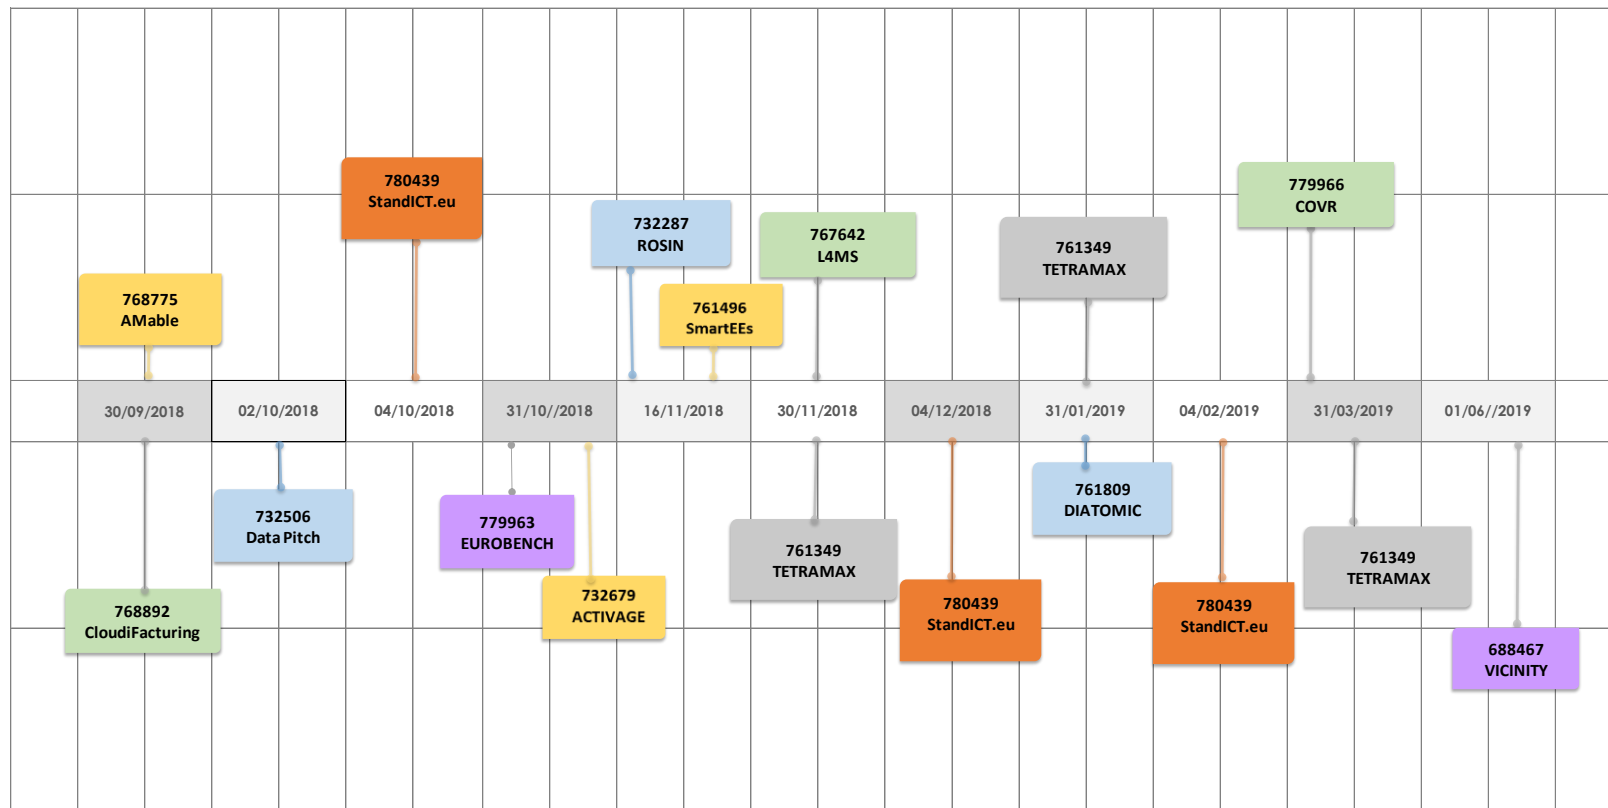 780439
StandICT.eu
779966
COVR
732287
ROSIN
767642
L4MS
761349
TETRAMAX
768775
AMable
761496
SmartEEs
30/09/2018
02/10/2018
04/10/2018
31/10//2018
16/11/2018
30/11/2018
04/12/2018
31/01/2019
04/02/2019
31/03/2019
01/06//2019
732506
Data Pitch
779963
EUROBENCH
761809
DIATOMIC
761349
TETRAMAX
761349
TETRAMAX
768892
CloudiFacturing
732679
ACTIVAGE
780439
StandICT.eu
780439
StandICT.eu
688467
VICINITY